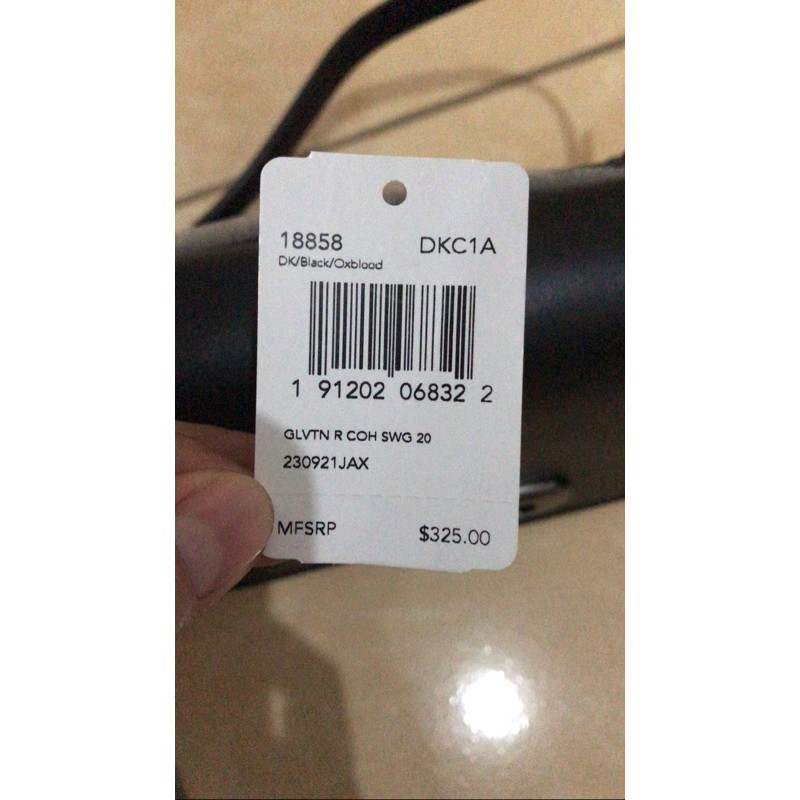 18858 DKC1A
DK/Black/Oxblood
1 91202 06832 2
GLVTN R COH SWG 20
230921JAX
MFSRP $325.00